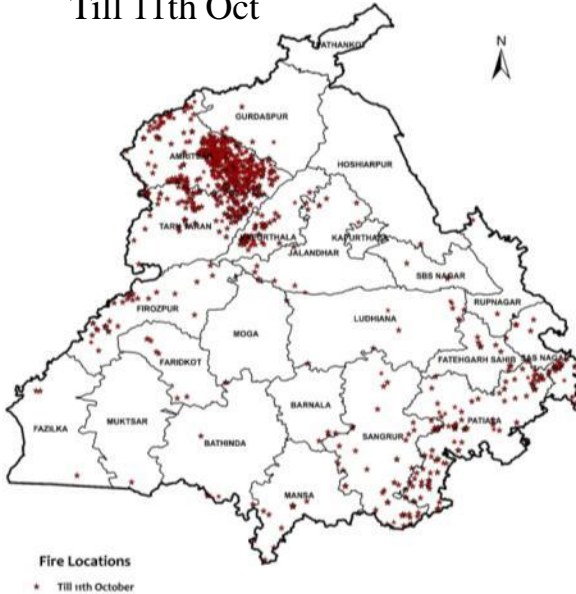 Till 11th Oct
N
PATHANKOT
GURDASPUR
AMRITSAR
HOSHIARPUR
TARN TARAN
KAPURTHALA
KAPURTHALA
JALANDHAR
SBS NAGAR
RUPNAGAR
FIROZPUR
LUDHIANA
MOGA
FATEHGARH SAHIB
SAS NAGAR
FARIDKOT
BARNALA
PATIALA
FAZILKA
MUKTSAR
SANGRUR
BATHINDA
MANSA
Fire Locations
Till 11th October